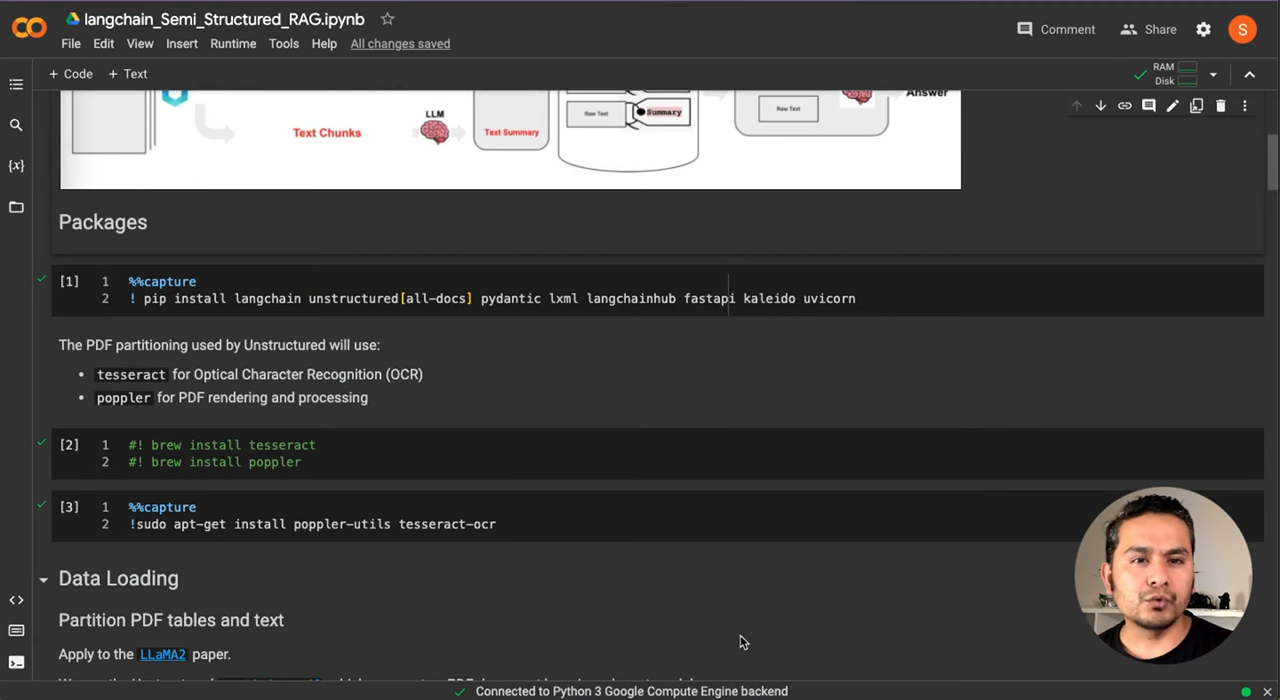 langchain_Semi_Structured_RAG.ipynb
Comment
Share
S
File Edit View Insert Runtime Tools Help All changes saved
+ Code + Text
RAM
Disk
Answer
LLM
Raw Text
Summary
Raw Text
Text Chunks
Text Summary
{x}
Packages
[1] 1 %%capture
2 ! pip install langchain unstructured[all-docs] pydantic lxml langchainhub fastapi kaleido uvicorn
The PDF partitioning used by Unstructured will use:
• tesseract for Optical Character Recognition (OCR)
• poppler for PDF rendering and processing
[2] 1 #! brew install tesseract
2 #! brew install poppler
[3] 1 %%capture
2 !sudo apt-get install poppler-utils tesseract-ocr
Data Loading
Partition PDF tables and text
Apply to the LLaMA2 paper.
Connected to Python 3 Google Compute Engine backend